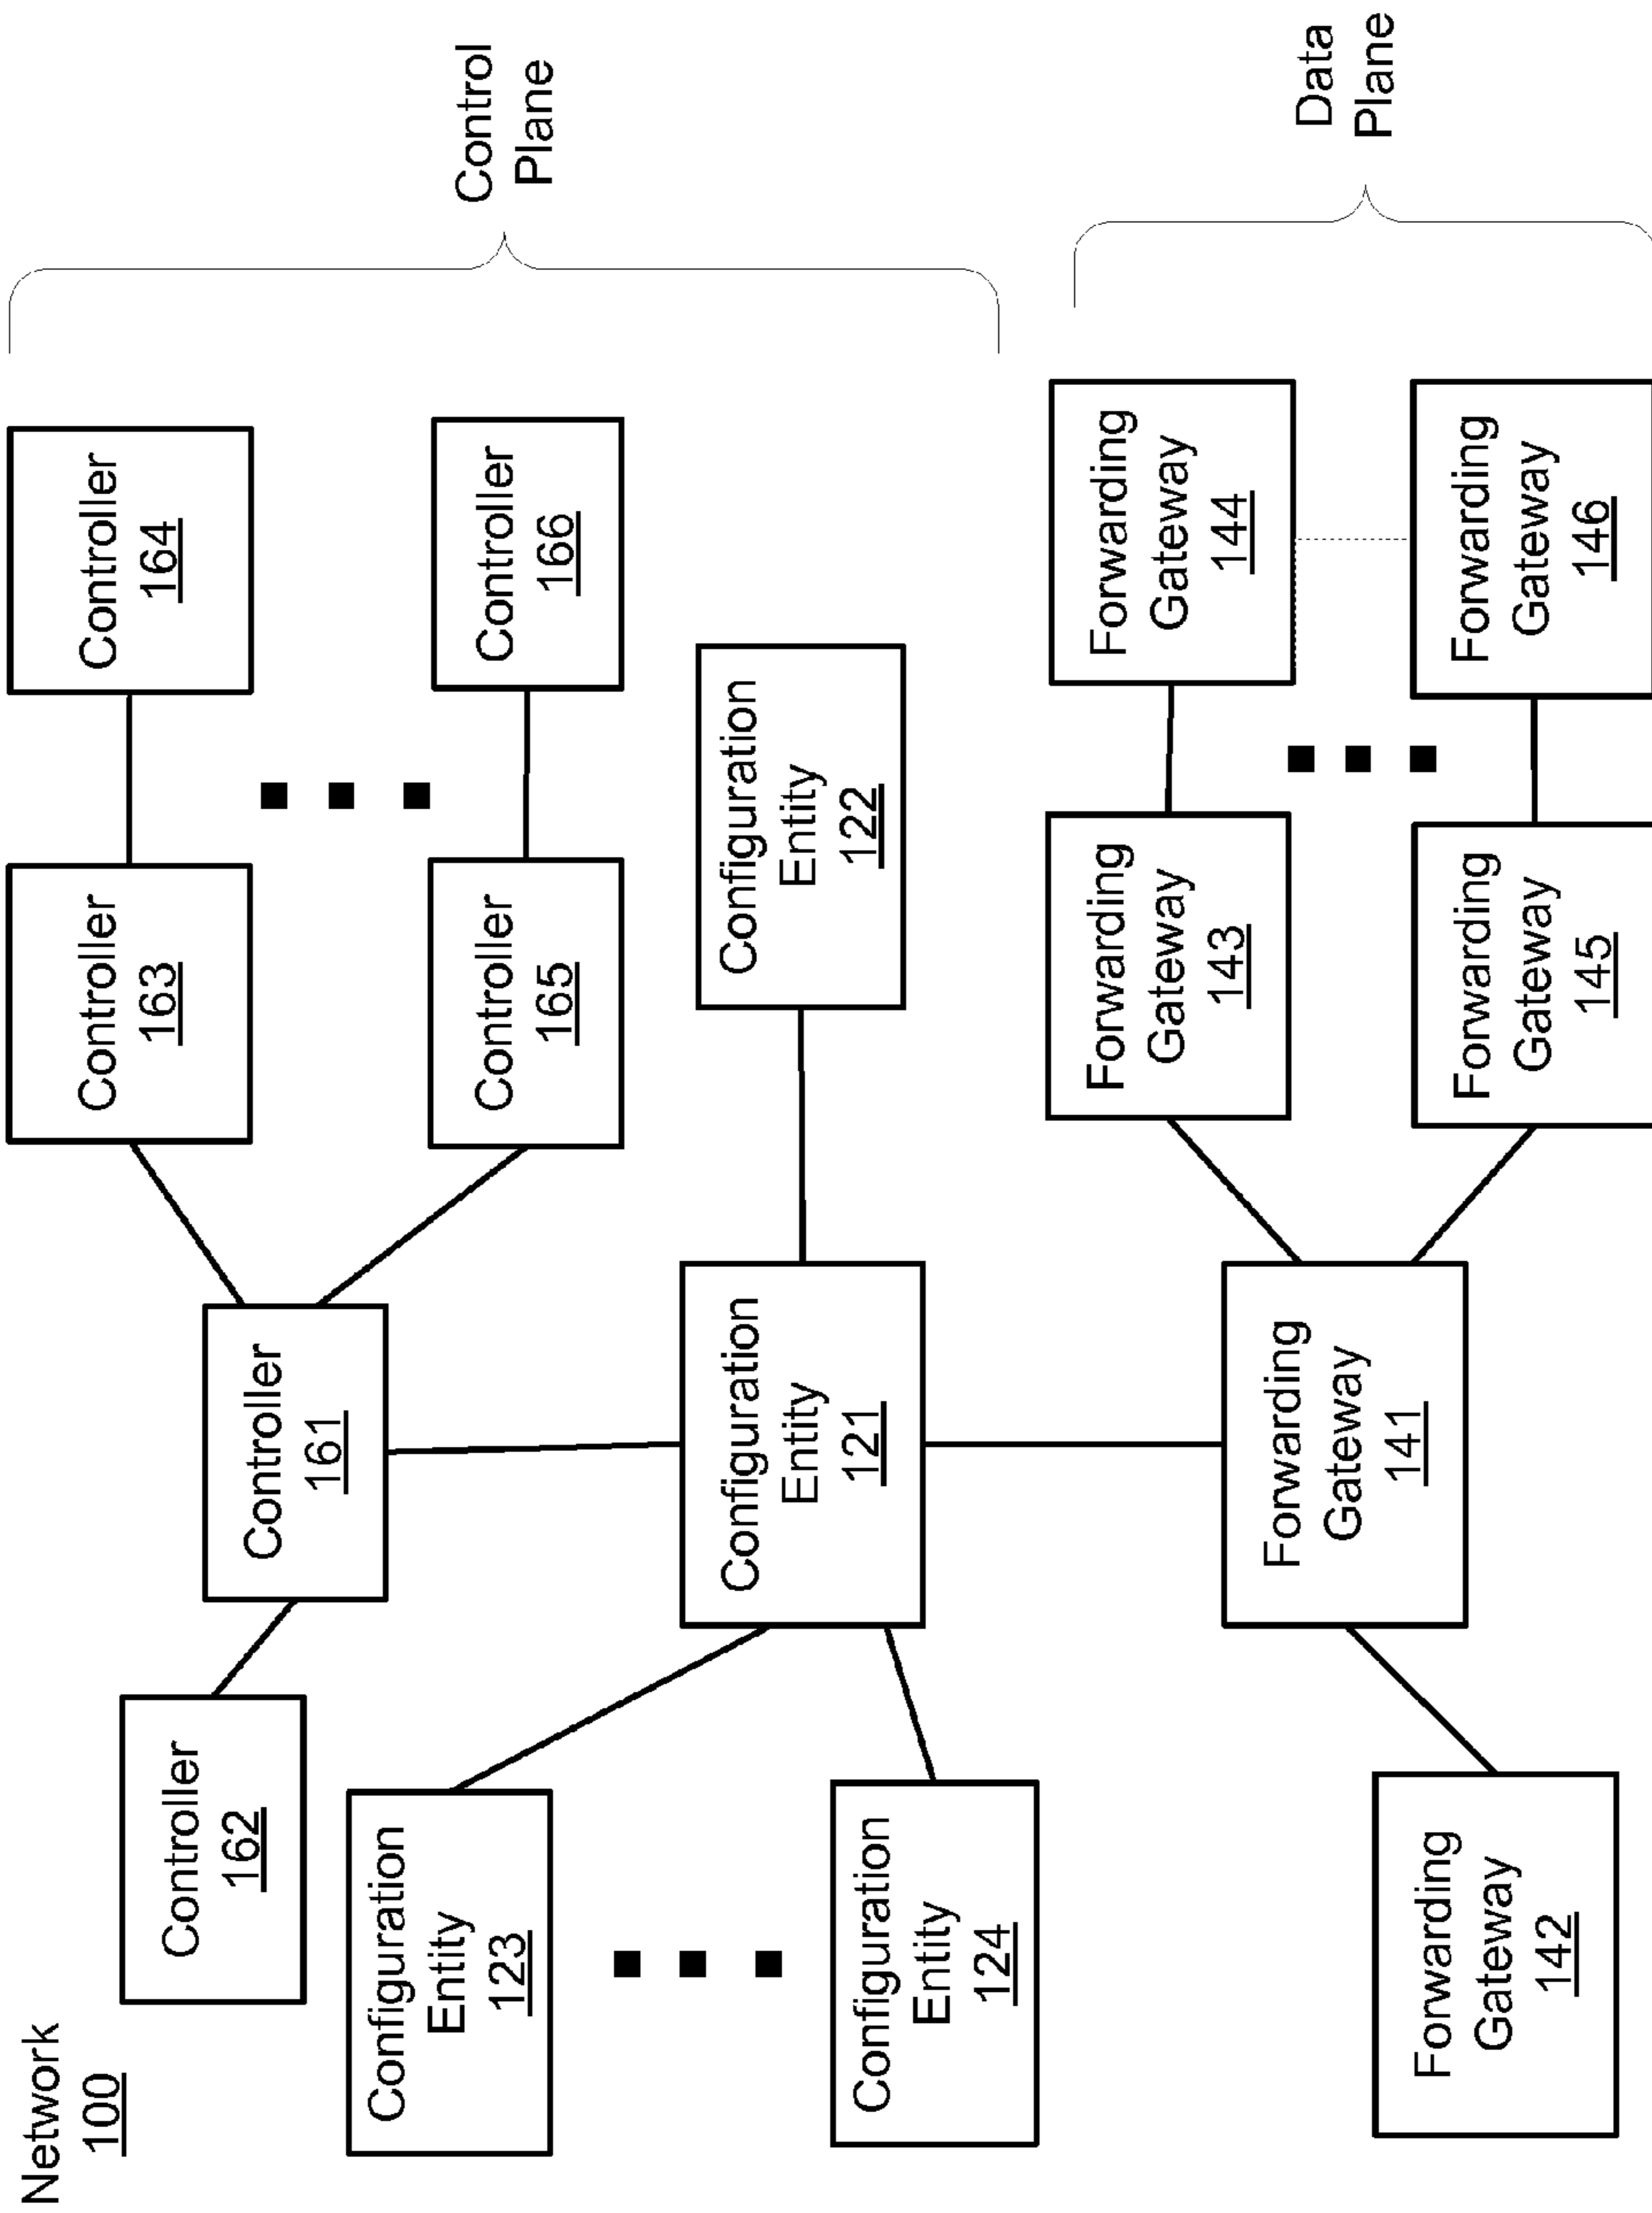 Network
100
Controller
162
Controller
161
Controller
163
Controller
164
Controller
165
Controller
166
Control
Plane
Configuration
Entity
123
Configuration
Entity
124
Configuration
Entity
121
Configuration
Entity
122
Forwarding
Gateway
142
Forwarding
Gateway
141
Forwarding
Gateway
143
Forwarding
Gateway
144
Forwarding
Gateway
145
Forwarding
Gateway
146
Data
Plane